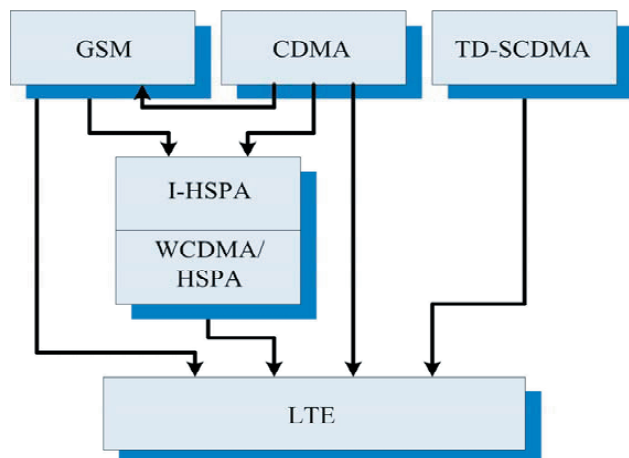 GSM
CDMA
TD-SCDMA
I-HSPA
WCDMA/
HSPA
LTE